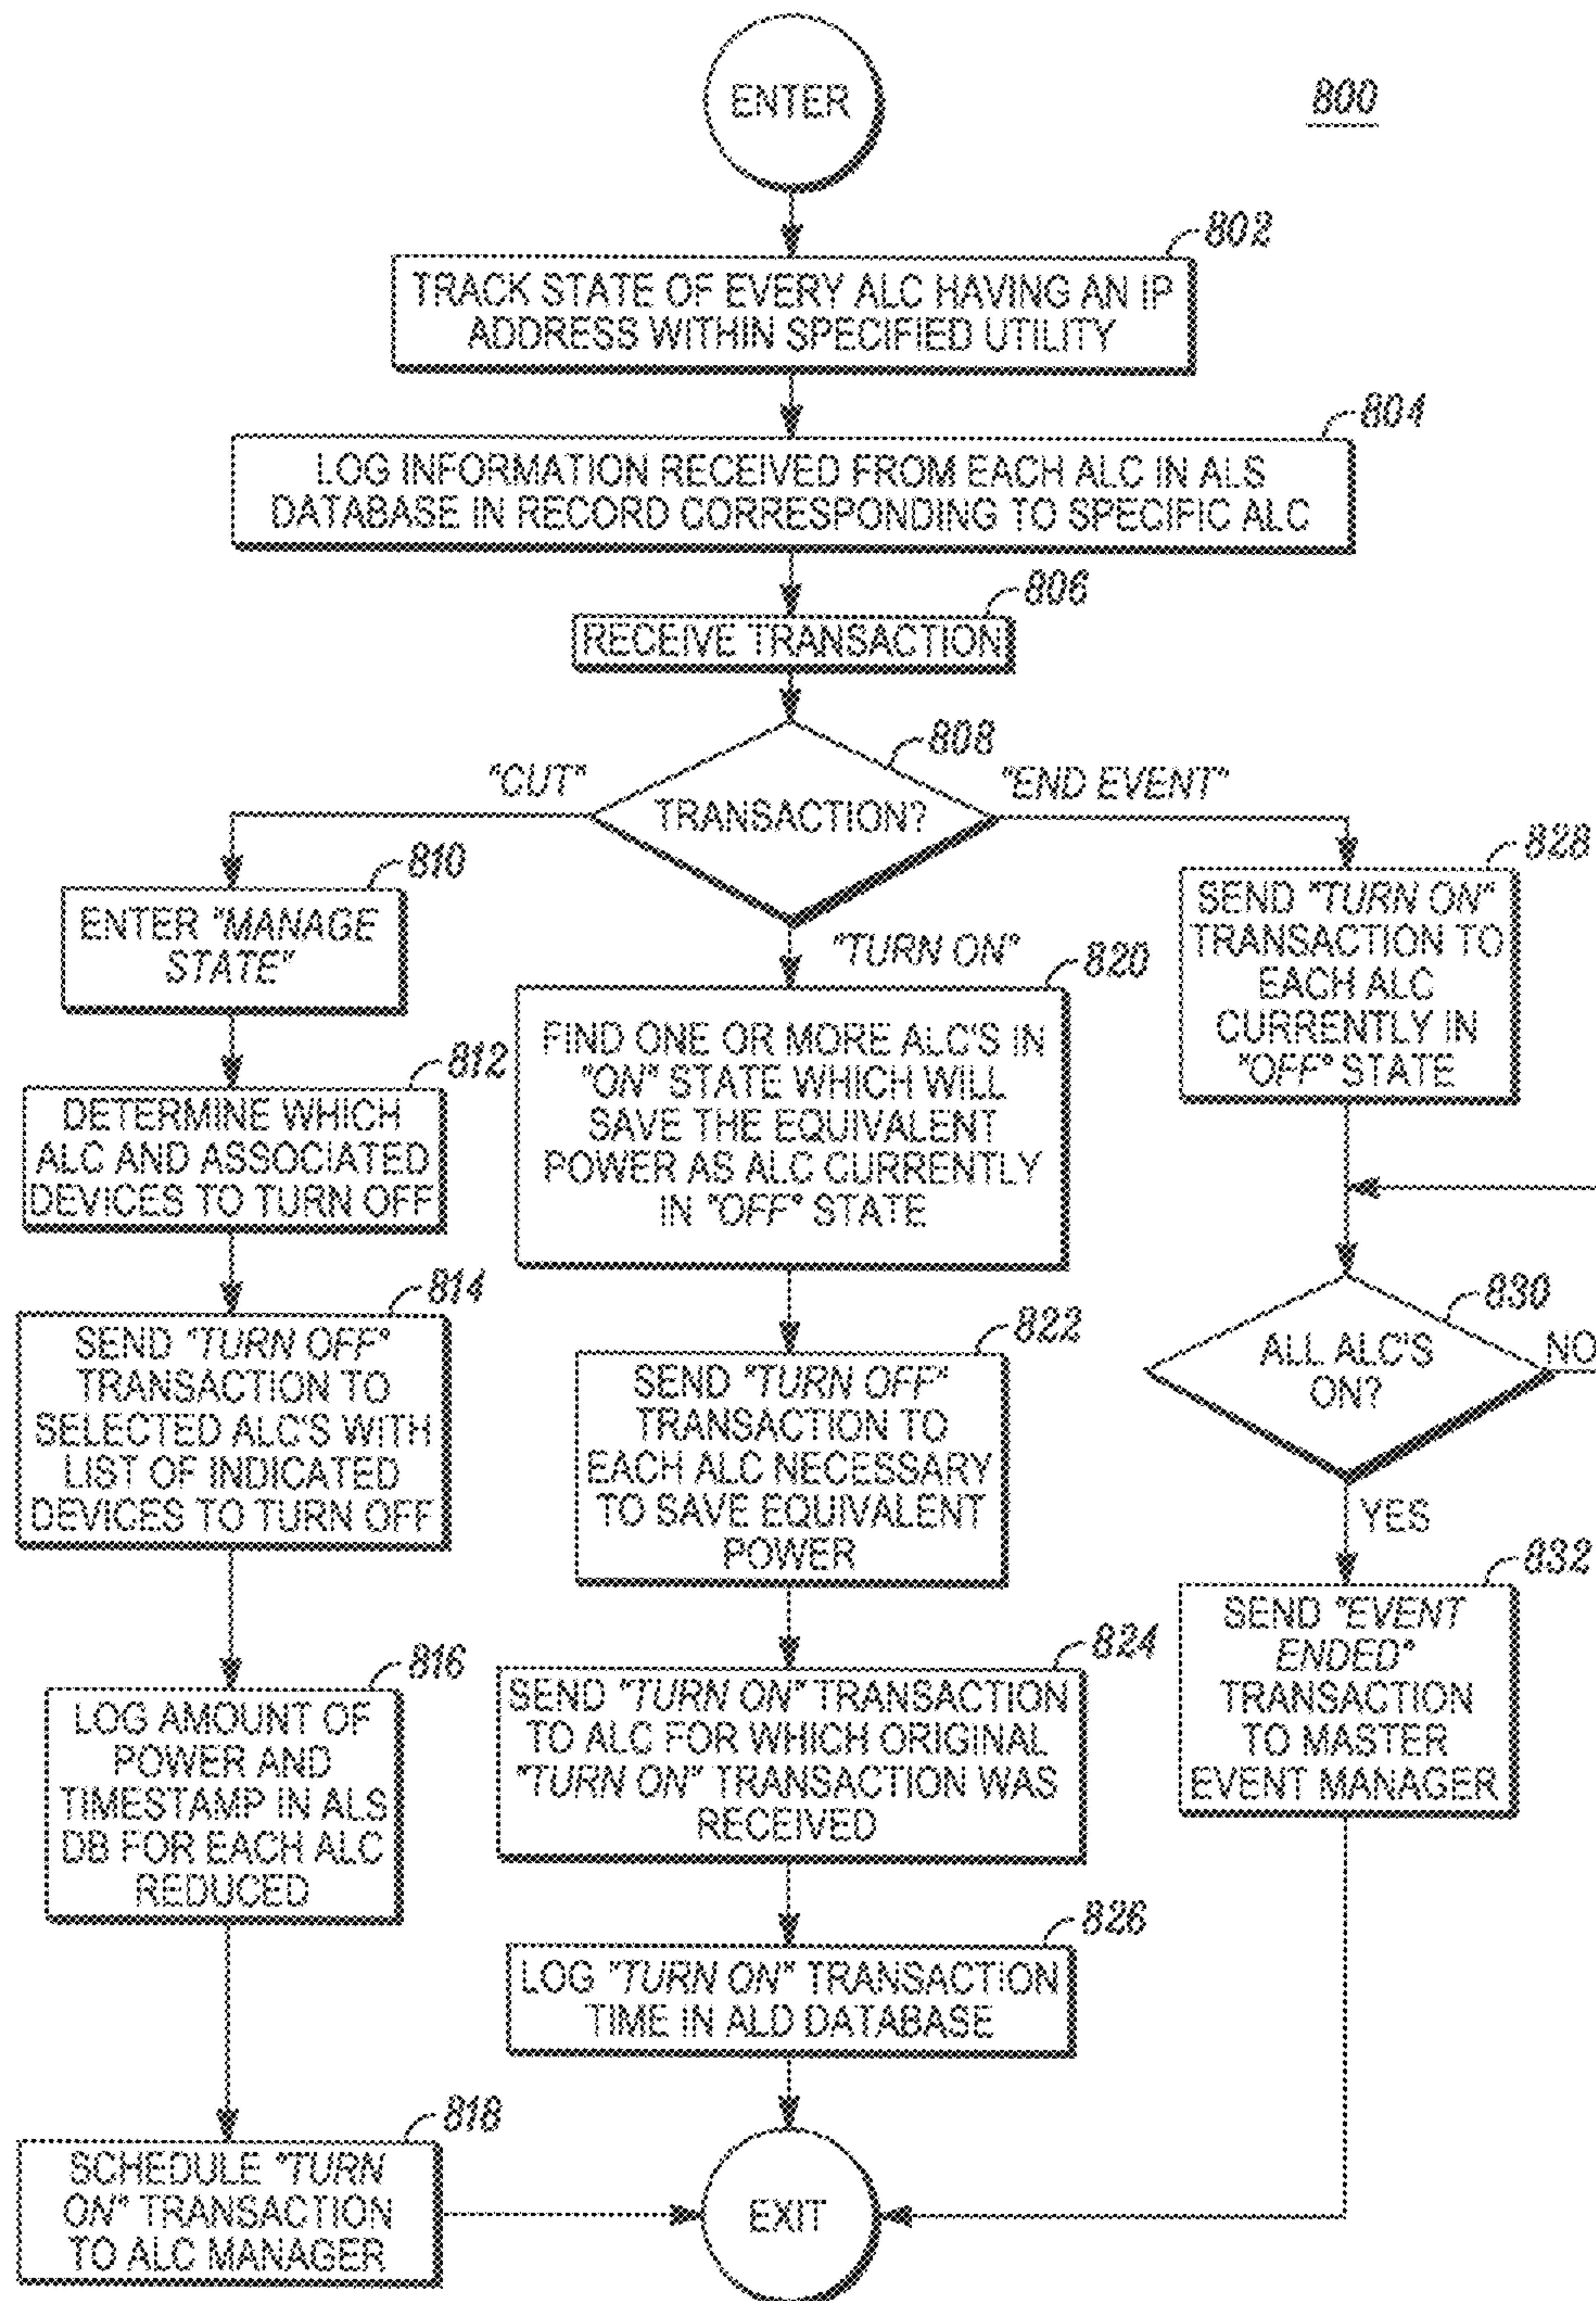 ENTER
800
802
TRACK STATE OF EVERY ALC HAVING AN IP
ADDRESS WITHIN SPECIFIED UTILITY
804
LOG INFORMATION RECEIVED FROM EACH ALC IN ALS
DATABASE IN RECORD CORRESPONDING TO SPECIFIC ALC
806
RECEIVE TRANSACTION
808
TRANSACTION?
"CUT"
810
ENTER "MANAGE
STATE"
812
DETERMINE WHICH
ALC AND ASSOCIATED
DEVICES TO TURN OFF
814
SEND "TURN OFF"
TRANSACTION TO
SELECTED ALC'S WITH
LIST OF INDICATED
DEVICES TO TURN OFF
816
LOG AMOUNT OF
POWER AND
TIMESTAMP IN ALS
DB FOR EACH ALC
REDUCED
818
SCHEDULE "TURN
ON" TRANSACTION
TO ALC MANAGER
"TURN ON"
820
FIND ONE OR MORE ALC'S IN
"ON" STATE WHICH WILL
SAVE THE EQUIVALENT
POWER AS ALC CURRENTLY
IN "OFF" STATE
822
SEND "TURN OFF"
TRANSACTION TO
EACH ALC NECESSARY
TO SAVE EQUIVALENT
POWER
824
SEND "TURN ON" TRANSACTION
TO ALC FOR WHICH ORIGINAL
"TURN ON" TRANSACTION WAS
RECEIVED
826
LOG "TURN ON" TRANSACTION
TIME IN ALD DATABASE
"END EVENT"
828
SEND "TURN ON"
TRANSACTION TO
EACH ALC
CURRENTLY IN
"OFF" STATE
830
ALL ALC'S
ON?
NO
YES
832
SEND "EVENT
ENDED"
TRANSACTION
TO MASTER
EVENT MANAGER
EXIT